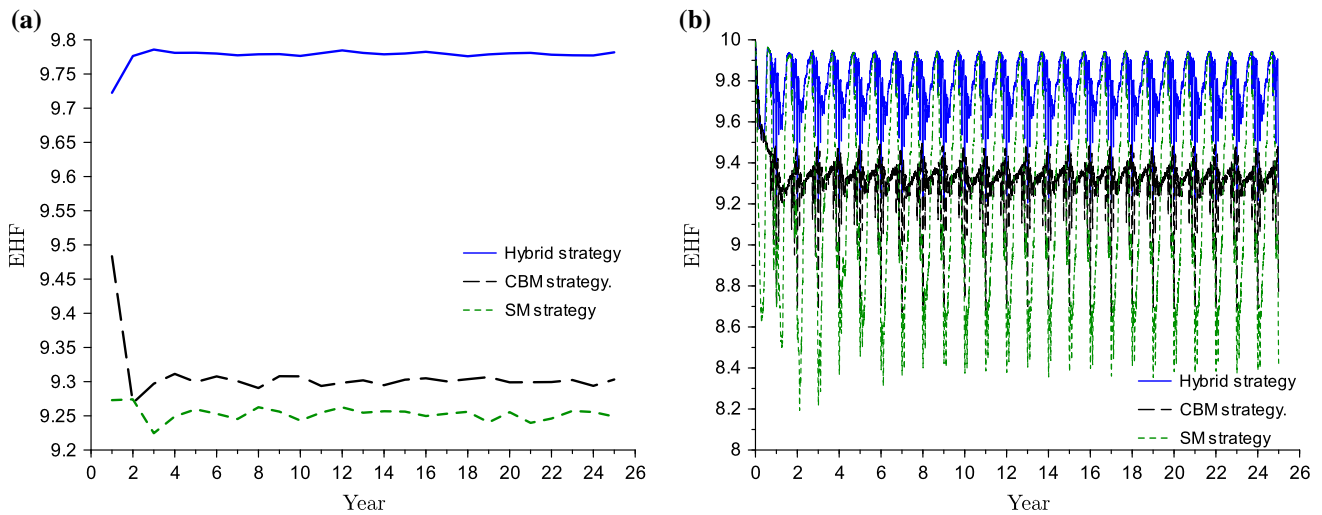 (a)
9.8
9.75
9.7
9.65
9.6
9.55
9.5
9.45
9.4
9.35
9.3
9.25
9.2
EHF
0 2 4 6 8 10 12 14 16 18 20 22 24 26
Year
Hybrid strategy
CBM strategy.
SM strategy
(b)
10
9.8
9.6
9.4
9.2
9
8.8
8.6
8.4
8.2
8
EHF
0 2 4 6 8 10 12 14 16 18 20 22 24 26
Year
Hybrid strategy
CBM strategy.
SM strategy